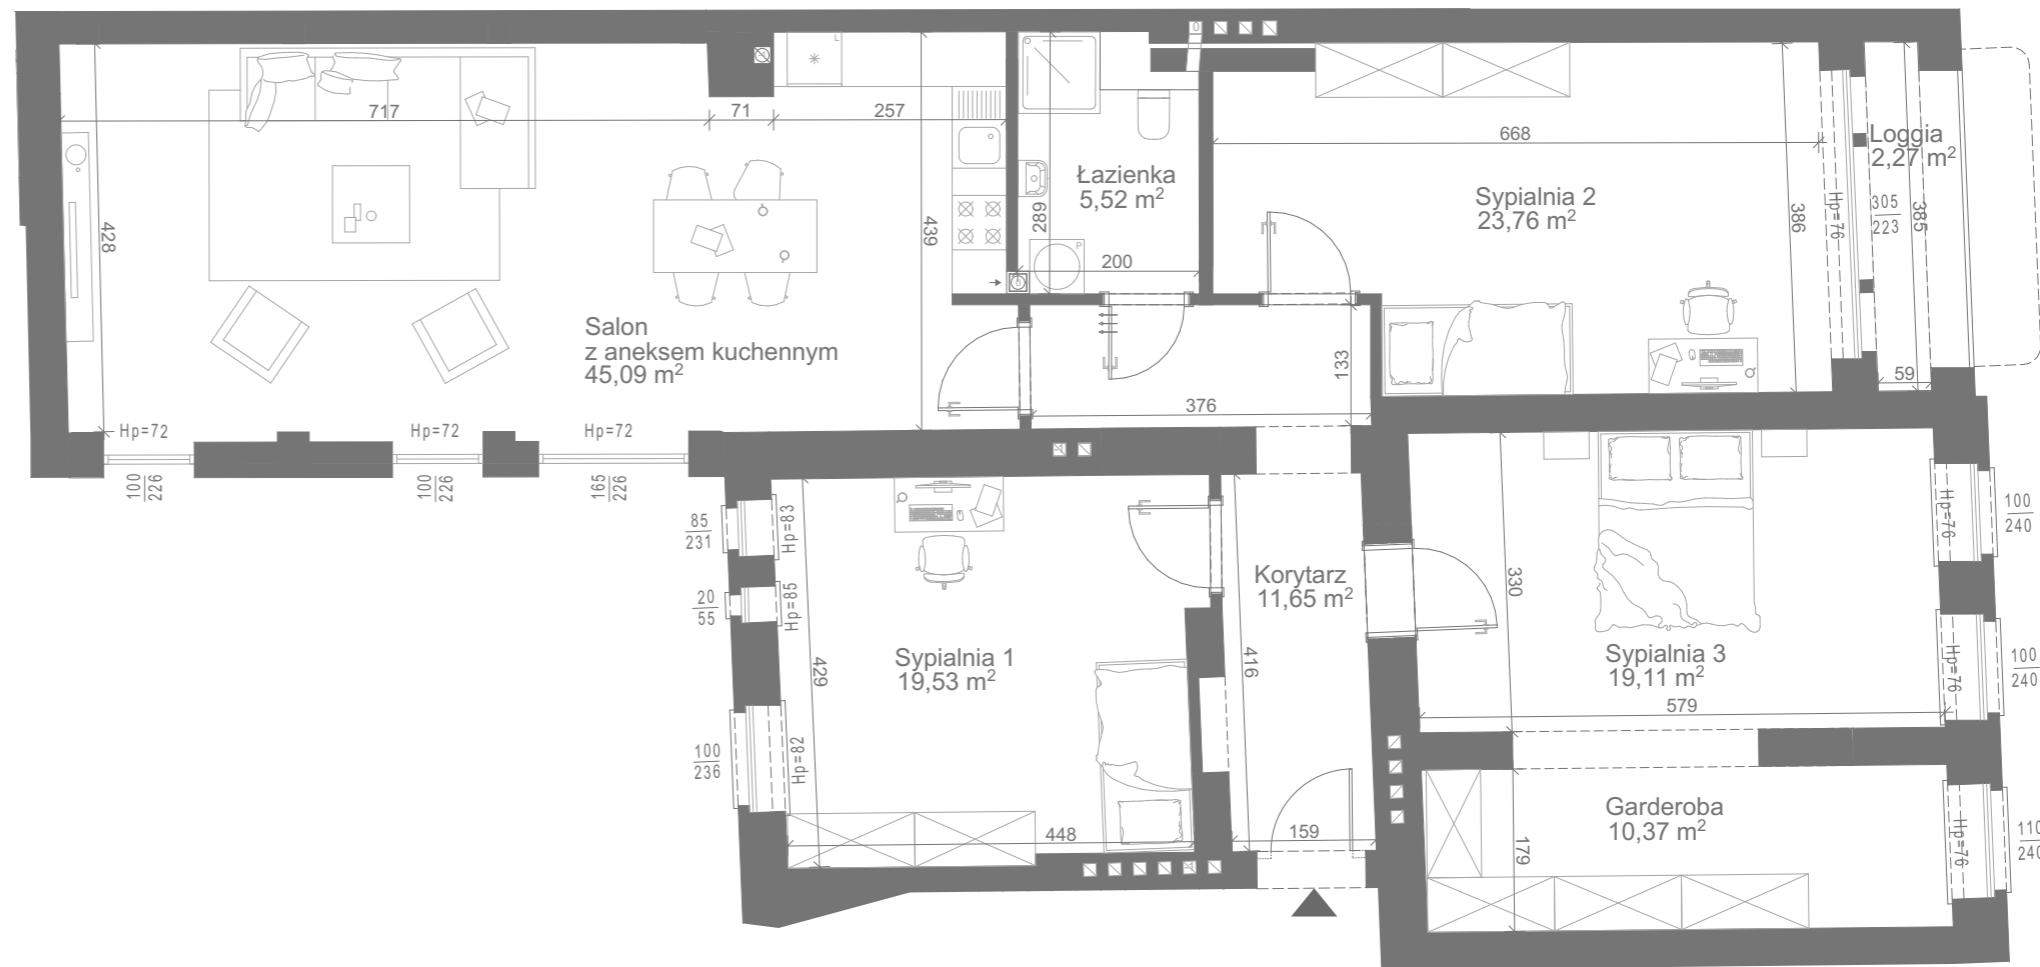 717
71
257
428
439
289
200
Łazienka
5,52 m²
668
386
Sypialnia 2
23,76 m²
Loggia
2,27 m²
Hp=76
305
223
385
59
Salon
z aneksem kuchennym
45,09 m²
133
376
Hp=72
Hp=72
Hp=72
100
226
100
226
165
226
85
231
Hp=83
20
55
Hp=85
100
236
Hp=82
429
Sypialnia 1
19,53 m²
448
Korytarz
11,65 m²
416
159
330
Sypialnia 3
19,11 m²
579
Hp=76
100
240
Hp=76
100
240
Garderoba
10,37 m²
179
Hp=76
110
240
L
P